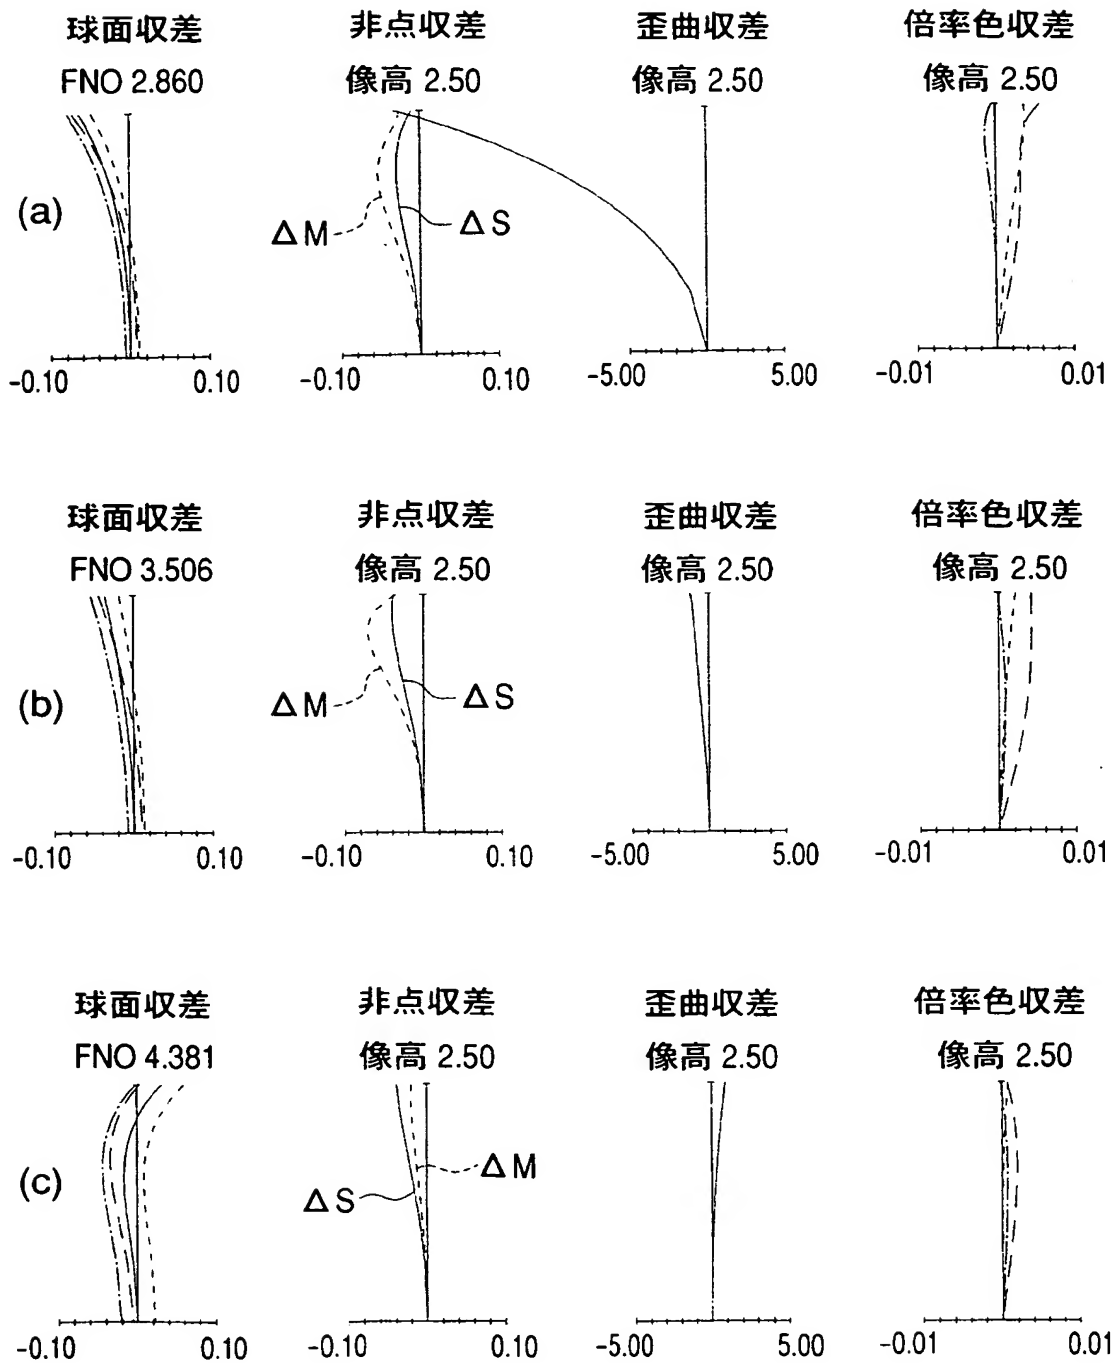 球面収差 非点収差 歪曲収差 倍率色収差
FNO 2.860 像高 2.50 像高 2.50 像高 2.50
(a) ΔM ΔS
-0.10 0.10 -0.10 0.10 -5.00 5.00 -0.01 0.01
球面収差 非点収差 歪曲収差 倍率色収差
FNO 3.506 像高 2.50 像高 2.50 像高 2.50
(b) ΔM ΔS
-0.10 0.10 -0.10 0.10 -5.00 5.00 -0.01 0.01
球面収差 非点収差 歪曲収差 倍率色収差
FNO 4.381 像高 2.50 像高 2.50 像高 2.50
ΔM
(c) ΔS
-0.10 0.10 -0.10 0.10 -5.00 5.00 -0.01 0.01